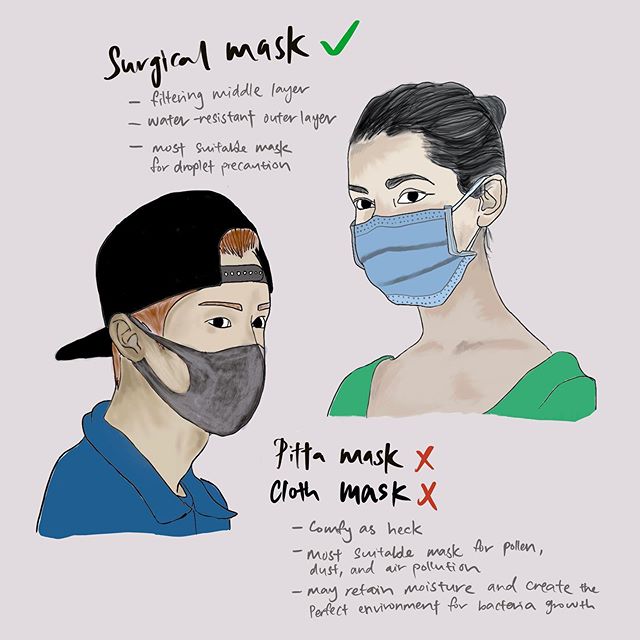 Surgical mask ✓
- filtering middle layer
- water-resistant outer layer
- most suitable mask
for droplet precaution
Pitta mask x
Cloth mask x
- Comfy as heck
- most suitable mask for pollen,
dust, and air pollution
- may retain moisture and create the
perfect environment for bacteria growth